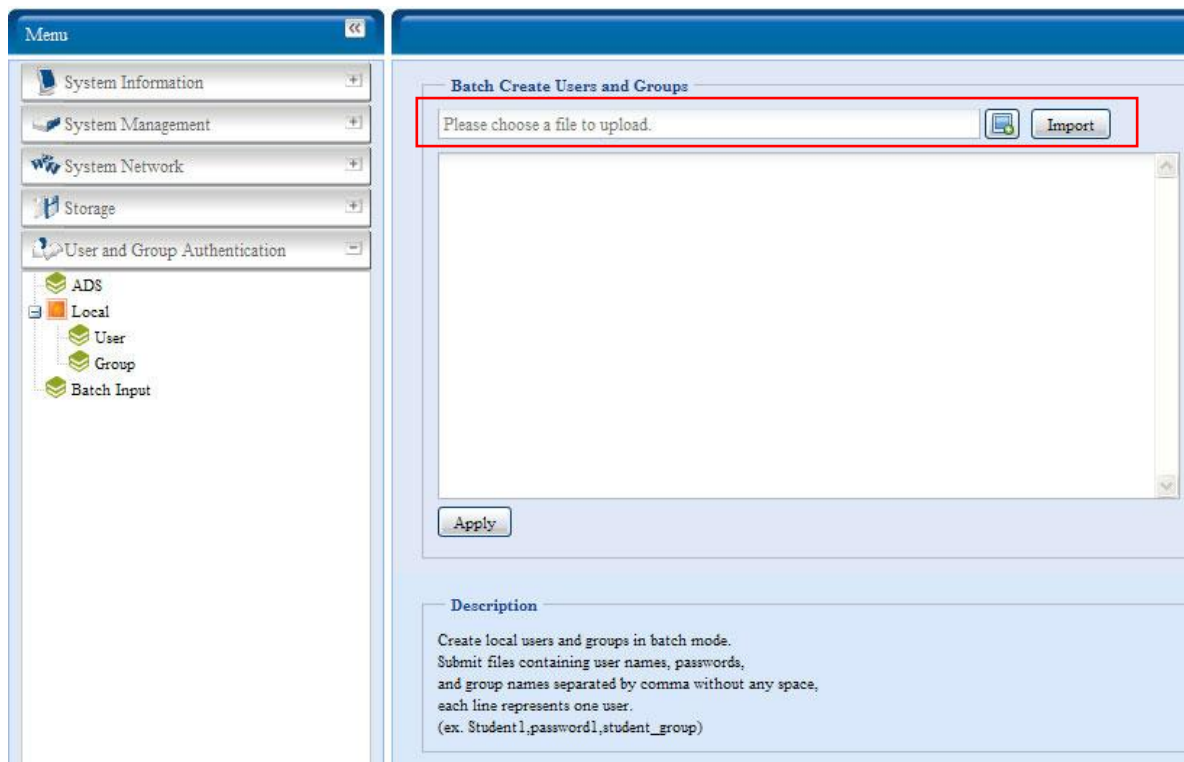 Menu
System Information
System Management
System Network
Storage
User and Group Authentication
ADS
Local
User
Group
Batch Input
Batch Create Users and Groups
Please choose a file to upload.
Import
Apply
Description
Create local users and groups in batch mode.
Submit files containing user names, passwords,
and group names separated by comma without any space,
each line represents one user.
(ex. Student1,password1,student_group)